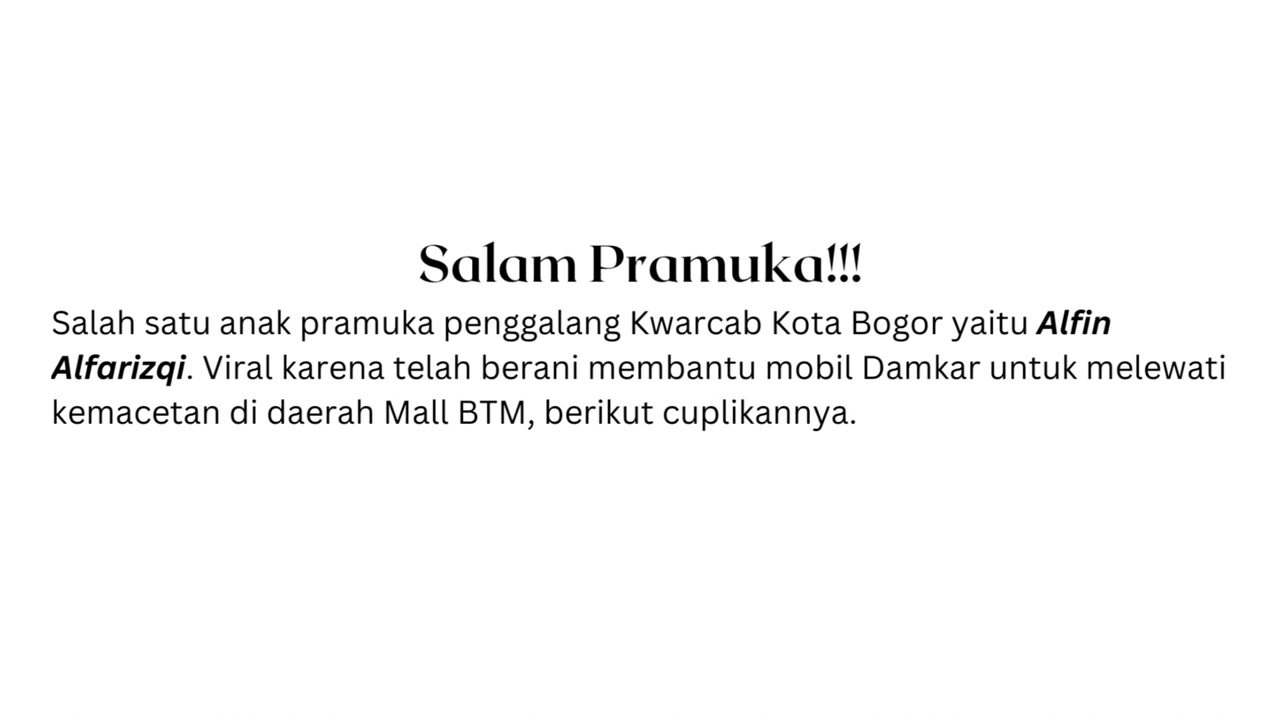 Salam Pramuka!!!
Salah satu anak pramuka penggalang Kwarcab Kota Bogor yaitu Alfin
Alfarizqi. Viral karena telah berani membantu mobil Damkar untuk melewati
kemacetan di daerah Mall BTM, berikut cuplikannya.